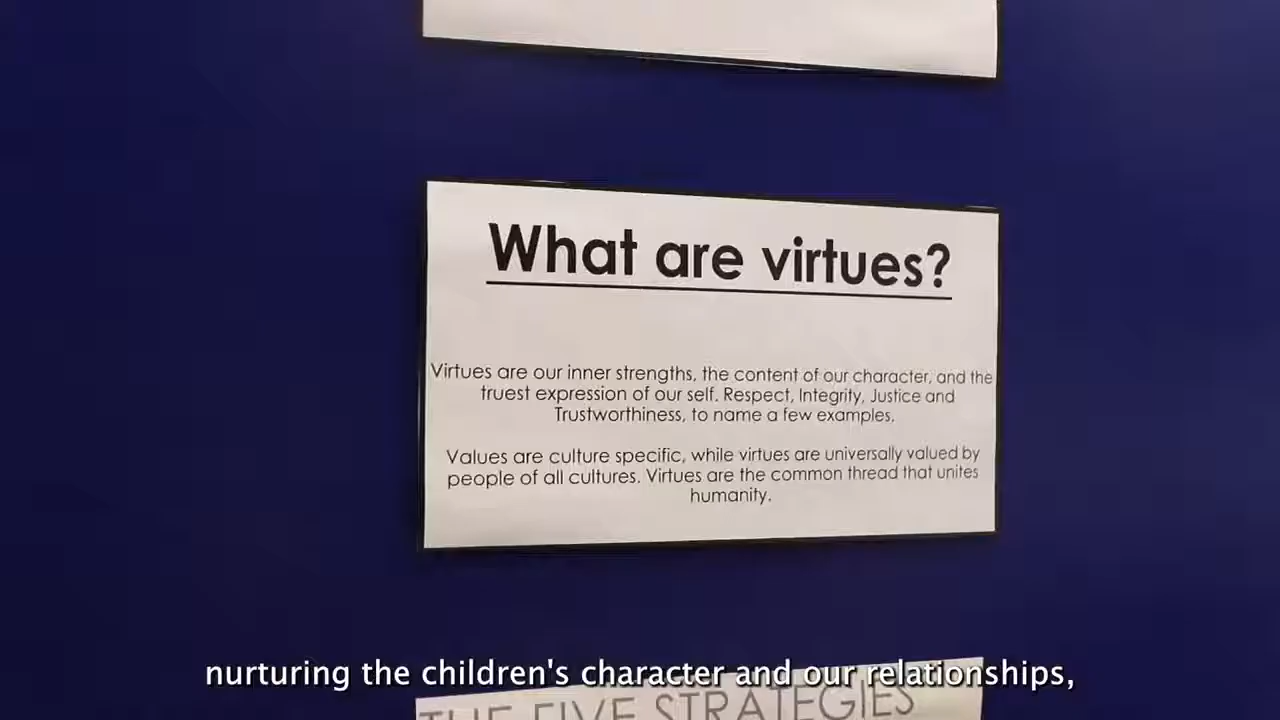 What are virtues?
Virtues are our inner strengths, the content of our character, and the
truest expression of our self. Respect, Integrity, Justice and
Trustworthiness, to name a few examples.
Values are culture specific, while virtues are universally valued by
people of all cultures. Virtues are the common thread that unites
humanity.
nurturing the children's character and our relationships,
THE FIVE STRATEGIES